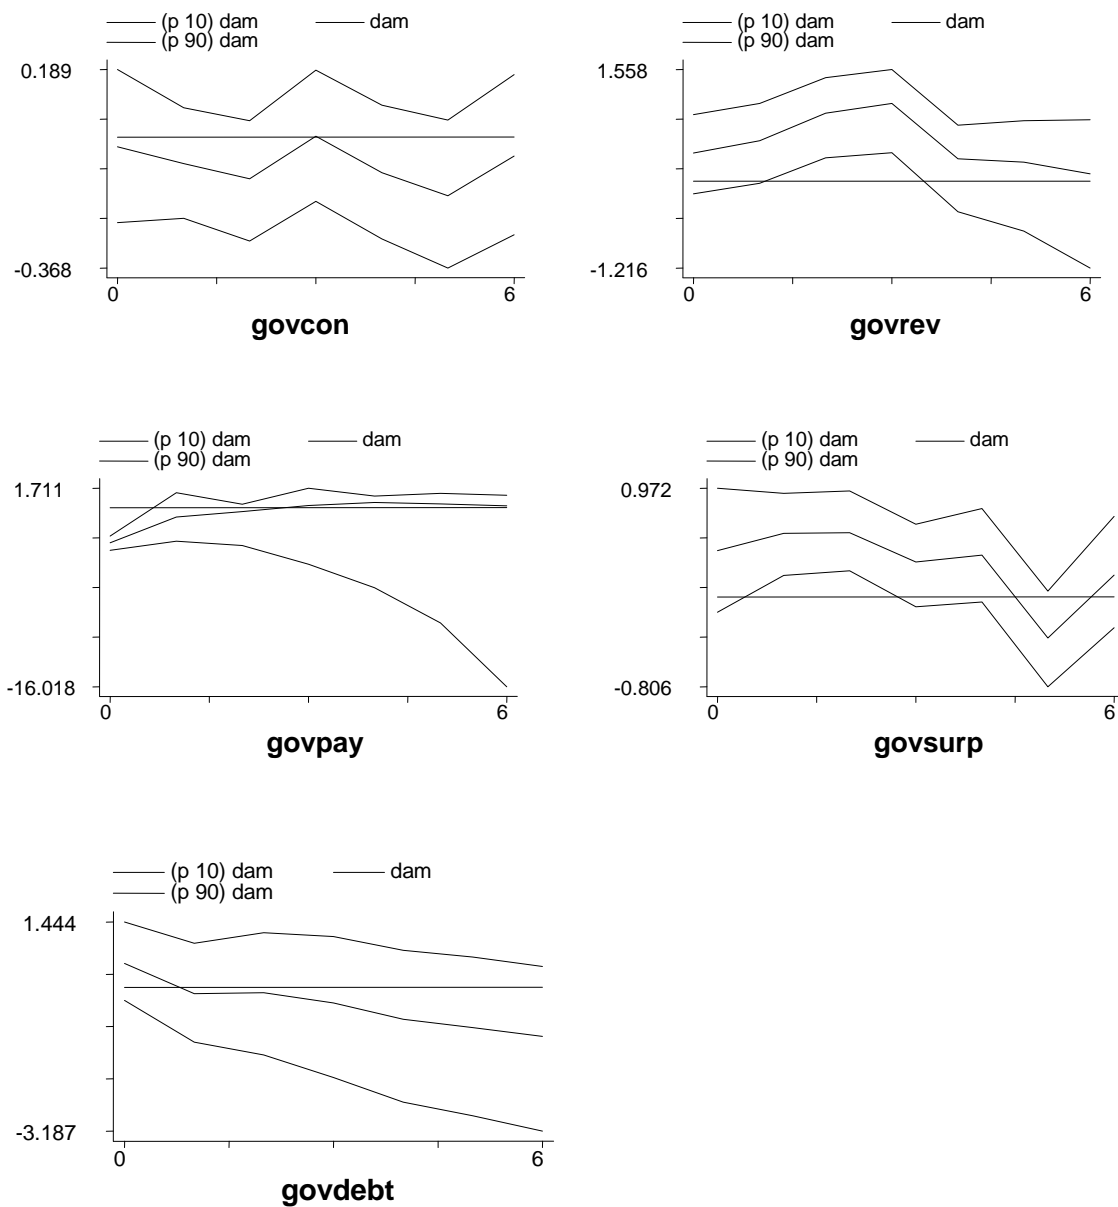 (p 10) dam dam
(p 90) dam
0.189
-0.368
0 6
govcon
(p 10) dam dam
(p 90) dam
1.558
-1.216
0 6
govrev
(p 10) dam dam
(p 90) dam
1.711
-16.018
0 6
govpay
(p 10) dam dam
(p 90) dam
0.972
-0.806
0 6
govsurp
(p 10) dam dam
(p 90) dam
1.444
-3.187
0 6
govdebt